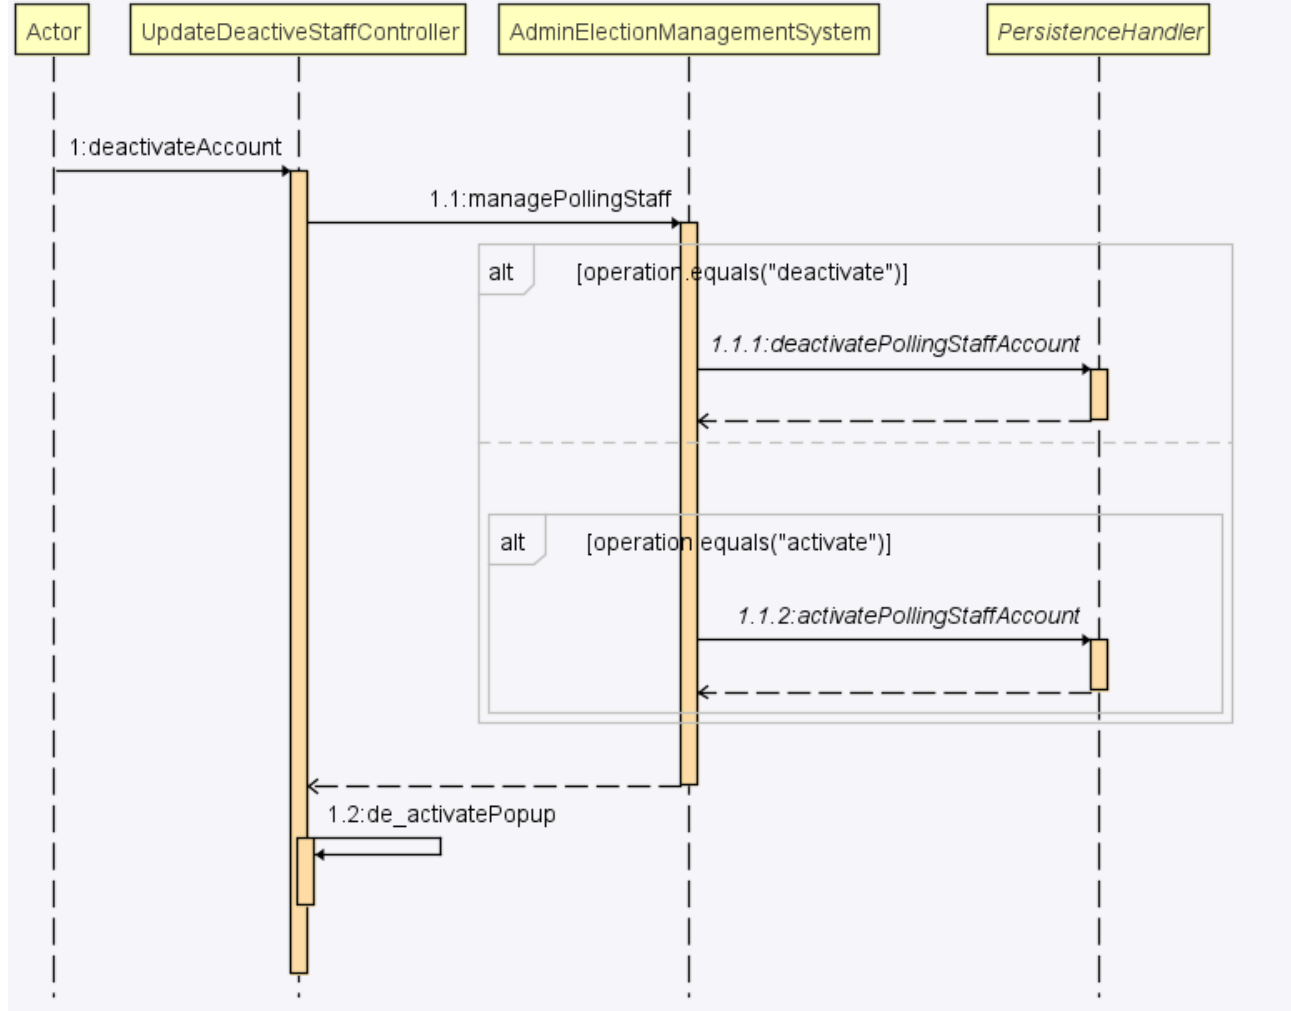 Actor
UpdateDeactiveStaffController
AdminElectionManagementSystem
PersistenceHandler
1:deactivateAccount
1.1:managePollingStaff
alt
[operation.equals("deactivate")]
1.1.1:deactivatePollingStaffAccount
alt
[operation.equals("activate")]
1.1.2:activatePollingStaffAccount
1.2:de_activatePopup